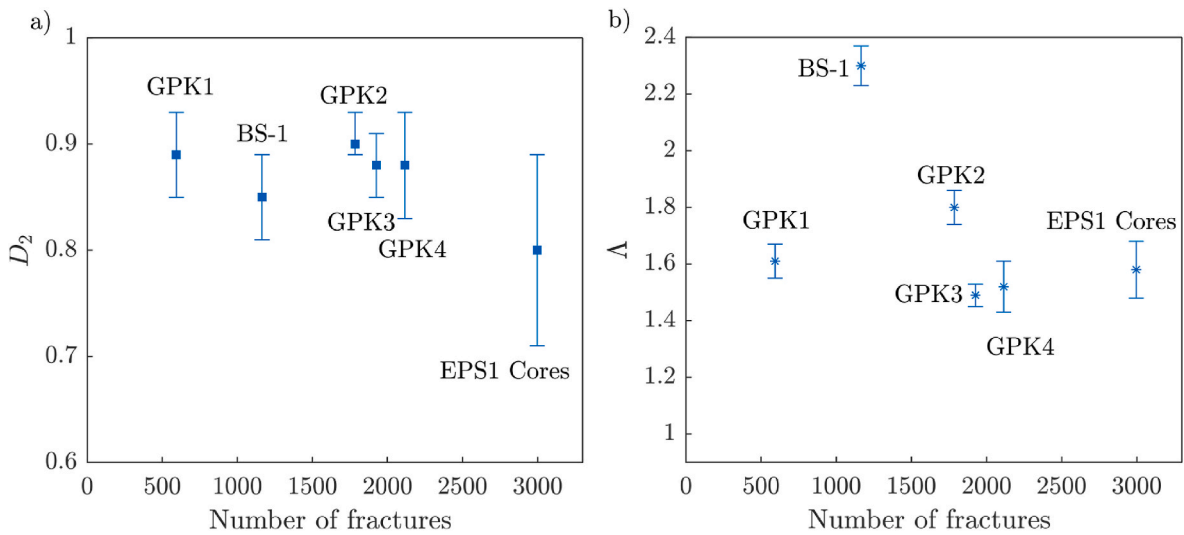 a)
1
0.9
0.8
0.7
0.6
D₂
GPK1
BS-1
GPK2
GPK3
GPK4
EPS1 Cores
0 500 1000 1500 2000 2500 3000
Number of fractures
b)
2.4
2.2
2
1.8
1.6
1.4
1.2
1
Λ
BS-1
GPK2
GPK1
EPS1 Cores
GPK3
GPK4
0 500 1000 1500 2000 2500 3000
Number of fractures